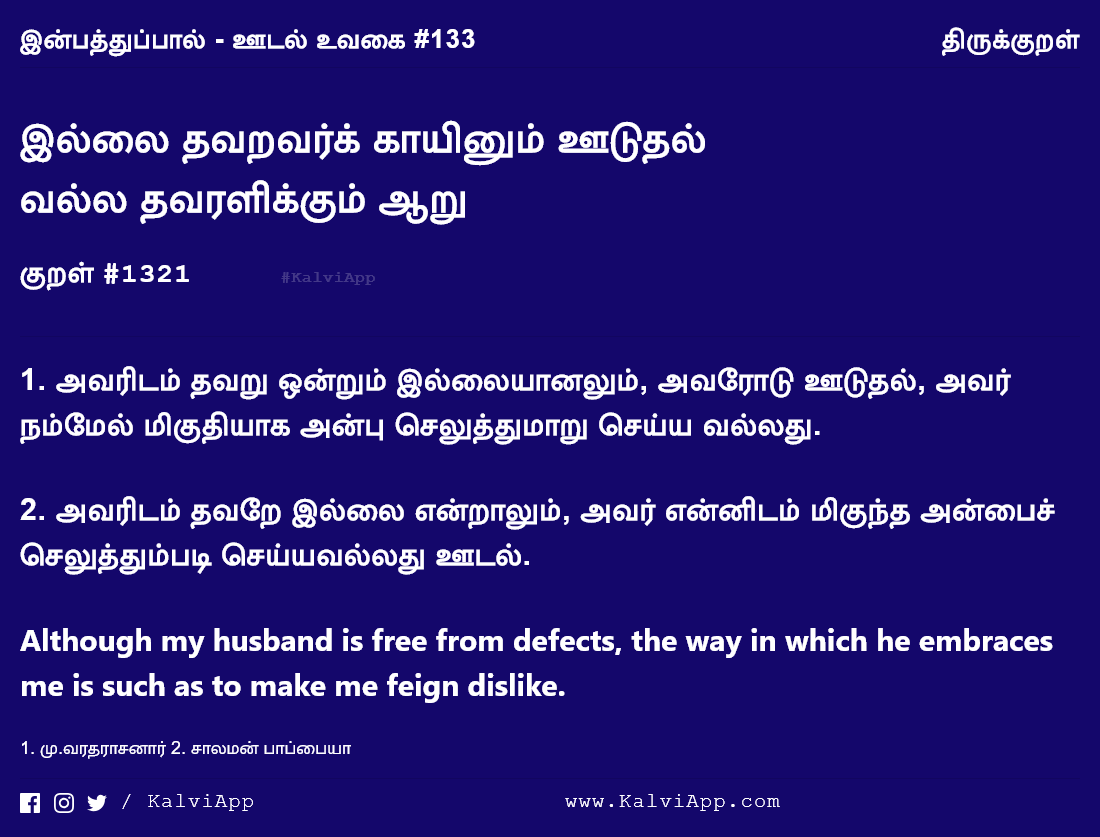 இன்பத்துப்பால் - ஊடல் உவகை #133
திருக்குறள்
இல்லை தவறவர்க் காயினும் ஊடுதல்
வல்ல தவரளிக்கும் ஆறு
குறள் #1321
#KalviApp
1. அவரிடம் தவறு ஒன்றும் இல்லையானலும், அவரோடு ஊடுதல், அவர்
நம்மேல் மிகுதியாக அன்பு செலுத்துமாறு செய்ய வல்லது.
2. அவரிடம் தவறே இல்லை என்றாலும், அவர் என்னிடம் மிகுந்த அன்பைச்
செலுத்தும்படி செய்யவல்லது ஊடல்.
Although my husband is free from defects, the way in which he embraces
me is such as to make me feign dislike.
1. மு.வரதராசனார் 2. சாலமன் பாப்பையா
/ KalviApp
www.KalviApp.com